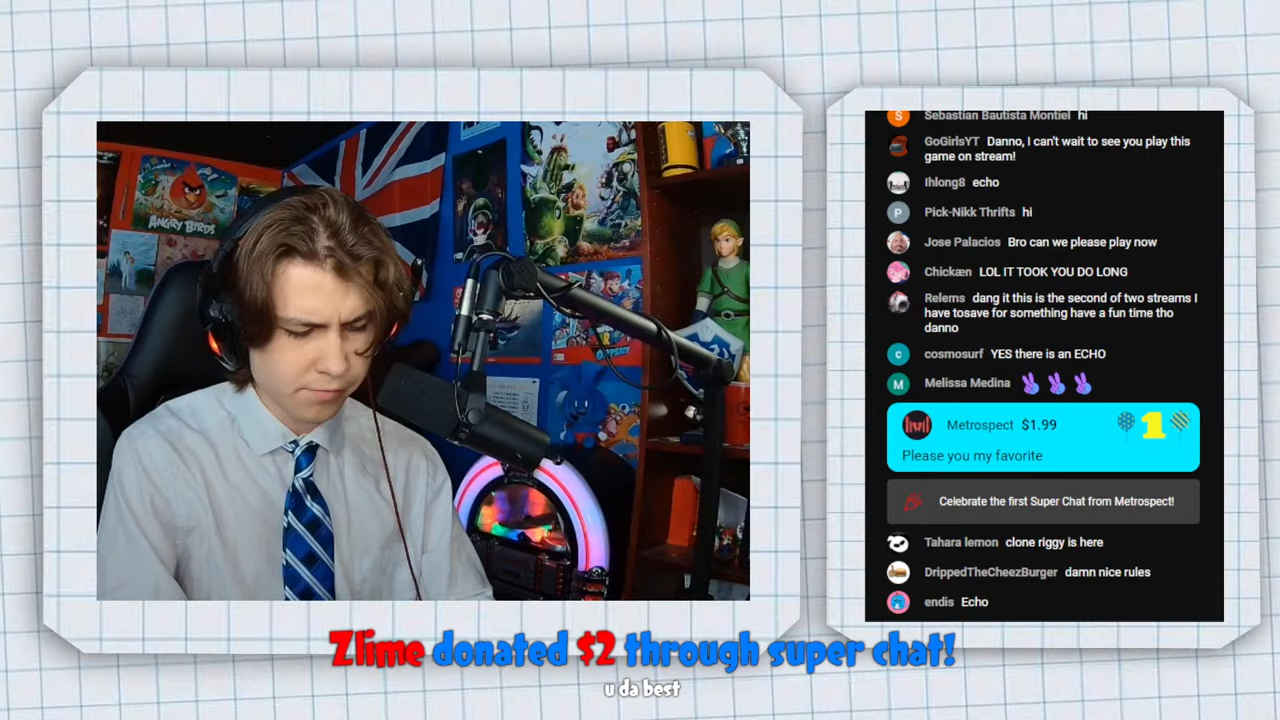 ANGRY BIRDS
ODYSSEY
S Sebastian Bautista Montiel hi
GoGirlsYT Danno, I can't wait to see you play this
game on stream!
Ihlong8 echo
P Pick-Nikk Thrifts hi
Jose Palacios Bro can we please play now
Chickæn LOL IT TOOK YOU DO LONG
Relems dang it this is the second of two streams I
have tosave for something have a fun time tho
danno
c cosmosurf YES there is an ECHO
M Melissa Medina
Metrospect $1.99 1
Please you my favorite
Celebrate the first Super Chat from Metrospect!
Tahara lemon clone riggy is here
DrippedTheCheezBurger damn nice rules
endis Echo
Zlime donated $2 through super chat!
u da best